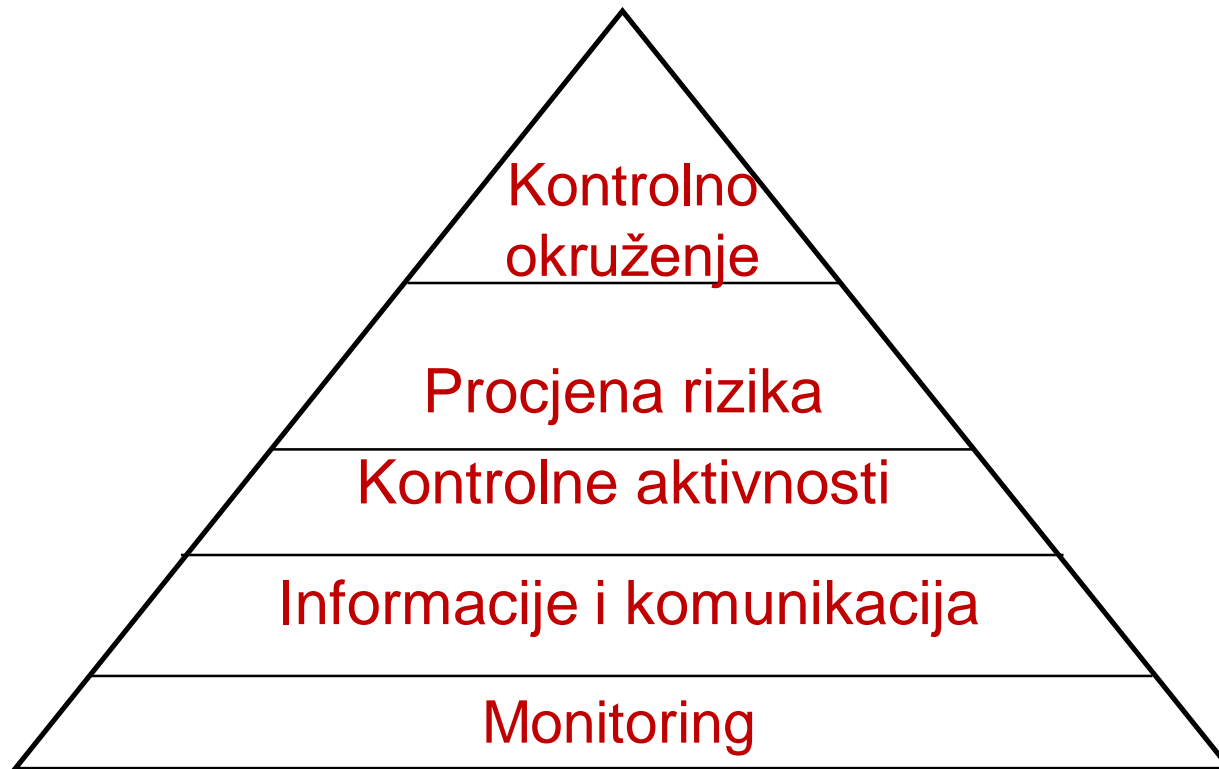 Kontrolno
okruženje
Procjena rizika
Kontrolne aktivnosti
Informacije i komunikacija
Monitoring